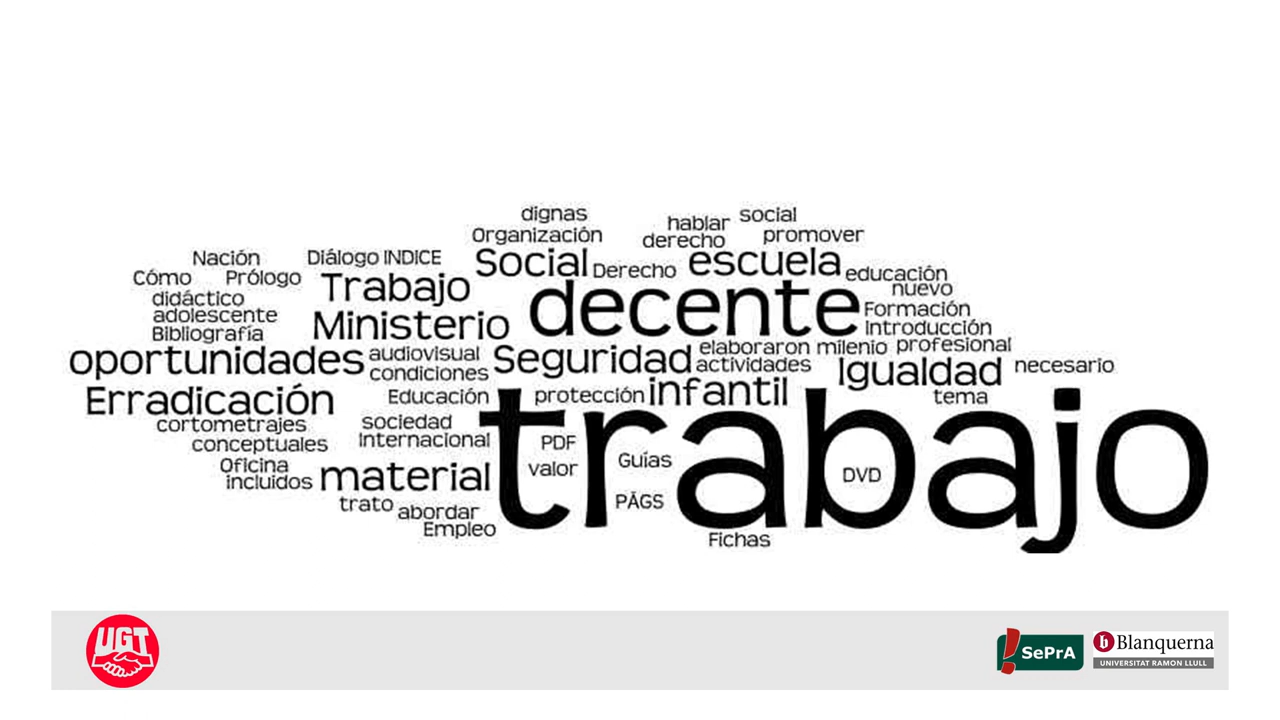 dignas
hablar social
Organización derecho promover
Nación Diálogo INDICE Social Derecho escuela educación
Cómo Prólogo Trabajo decente nuevo
didáctico
adolescente Ministerio Formación
Bibliografía Introducción
oportunidades audiovisual Seguridad elaboraron milenio profesional
condiciones actividades Igualdad necesario
Erradicación Educación protección infantil tema
cortometrajes sociedad trabajo
conceptuales Internacional PDF
Oficina material valor Guías DVD
incluidos
trato abordar PÁGS
Empleo Fichas
UGT
SePrA
b Blanquerna
UNIVERSITAT RAMON LLULL